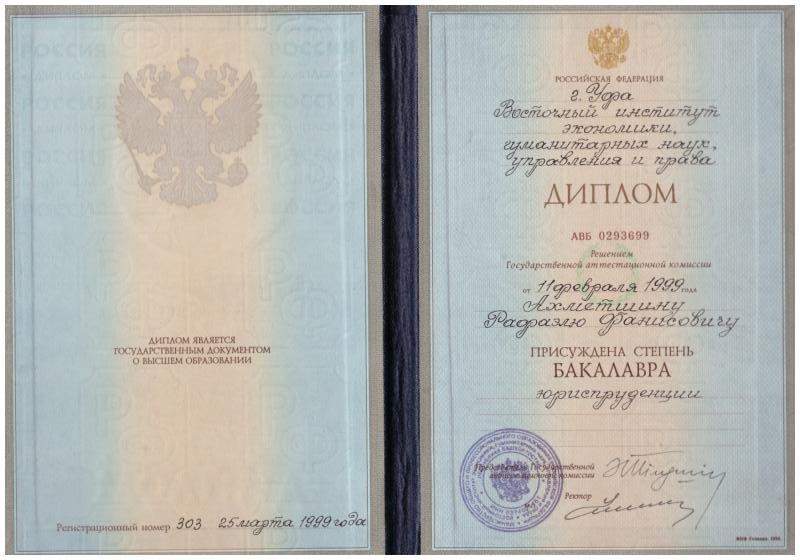 ДИПЛОМ ЯВЛЯЕТСЯ
ГОСУДАРСТВЕННЫМ ДОКУМЕНТОМ
О ВЫСШЕМ ОБРАЗОВАНИИ
Регистрационный номер 303 25 марта 1999 года
РОССИЙСКАЯ ФЕДЕРАЦИЯ
г. Уфа
Восточный институт
экономики,
гуманитарных наук,
управления и права
ДИПЛОМ
АВБ 0293699
Решением
Государственной аттестационной комиссии
от 11 февраля 1999 года
Ахметшину
Рафаэлю Фанисовичу
ПРИСУЖДЕНА СТЕПЕНЬ
БАКАЛАВРА
юриспруденции
Председатель Государственной
аттестационной комиссии
Ректор